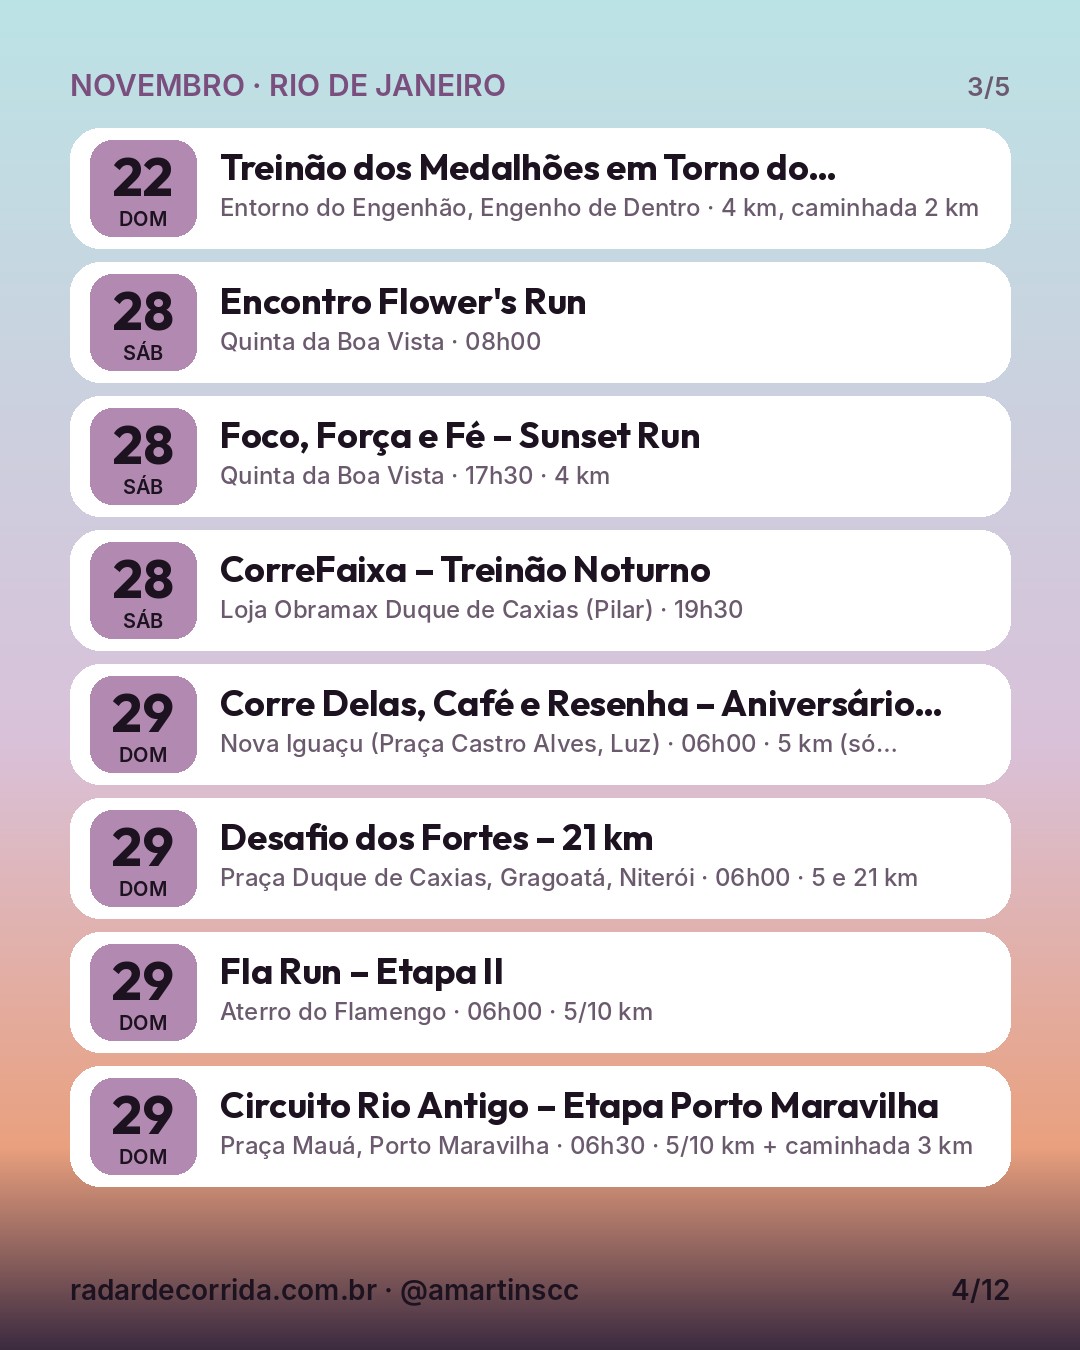 NOVEMBRO · RIO DE JANEIRO
3/5
22
DOM
Treinão dos Medalhões em Torno do...
Entorno do Engenhão, Engenho de Dentro · 4 km, caminhada 2 km
28
SÁB
Encontro Flower's Run
Quinta da Boa Vista · 08h00
28
SÁB
Foco, Força e Fé – Sunset Run
Quinta da Boa Vista · 17h30 · 4 km
28
SÁB
CorreFaixa – Treinão Noturno
Loja Obramax Duque de Caxias (Pilar) · 19h30
29
DOM
Corre Delas, Café e Resenha – Aniversário...
Nova Iguaçu (Praça Castro Alves, Luz) · 06h00 · 5 km (só...
29
DOM
Desafio dos Fortes – 21 km
Praça Duque de Caxias, Gragoatá, Niterói · 06h00 · 5 e 21 km
29
DOM
Fla Run – Etapa II
Aterro do Flamengo · 06h00 · 5/10 km
29
DOM
Circuito Rio Antigo – Etapa Porto Maravilha
Praça Mauá, Porto Maravilha · 06h30 · 5/10 km + caminhada 3 km
radardecorrida.com.br · @amartinscc
4/12